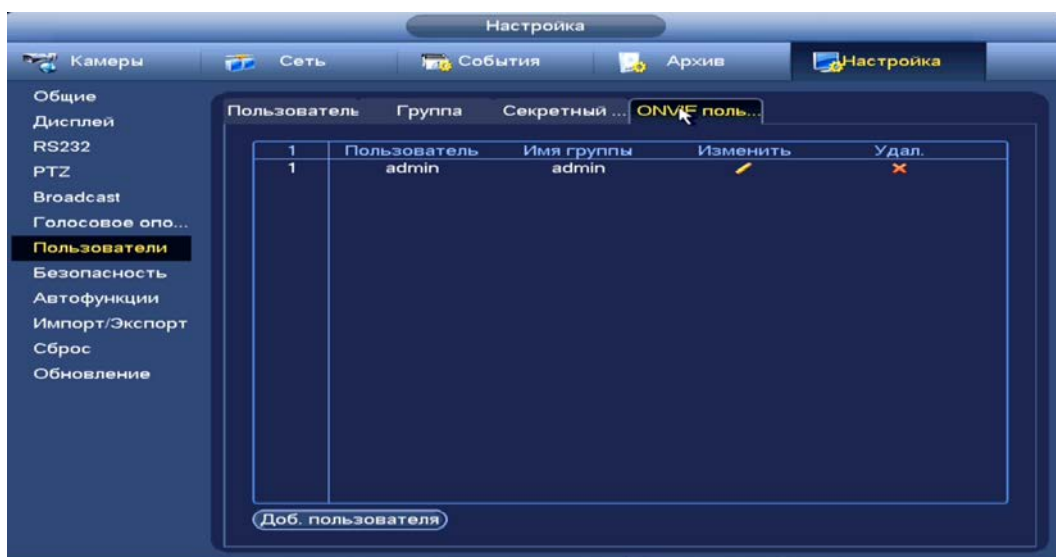 Настройка
Камеры Сеть События Архив Настройка
Общие
Дисплей
RS232
PTZ
Broadcast
Голосовое опо...
Пользователи
Безопасность
Автофункции
Импорт/Экспорт
Сброс
Обновление
Пользователь Группа Секретный ... ONVIF поль...
1 Пользователь Имя группы Изменить Удал.
1 admin admin
Доб. пользователя